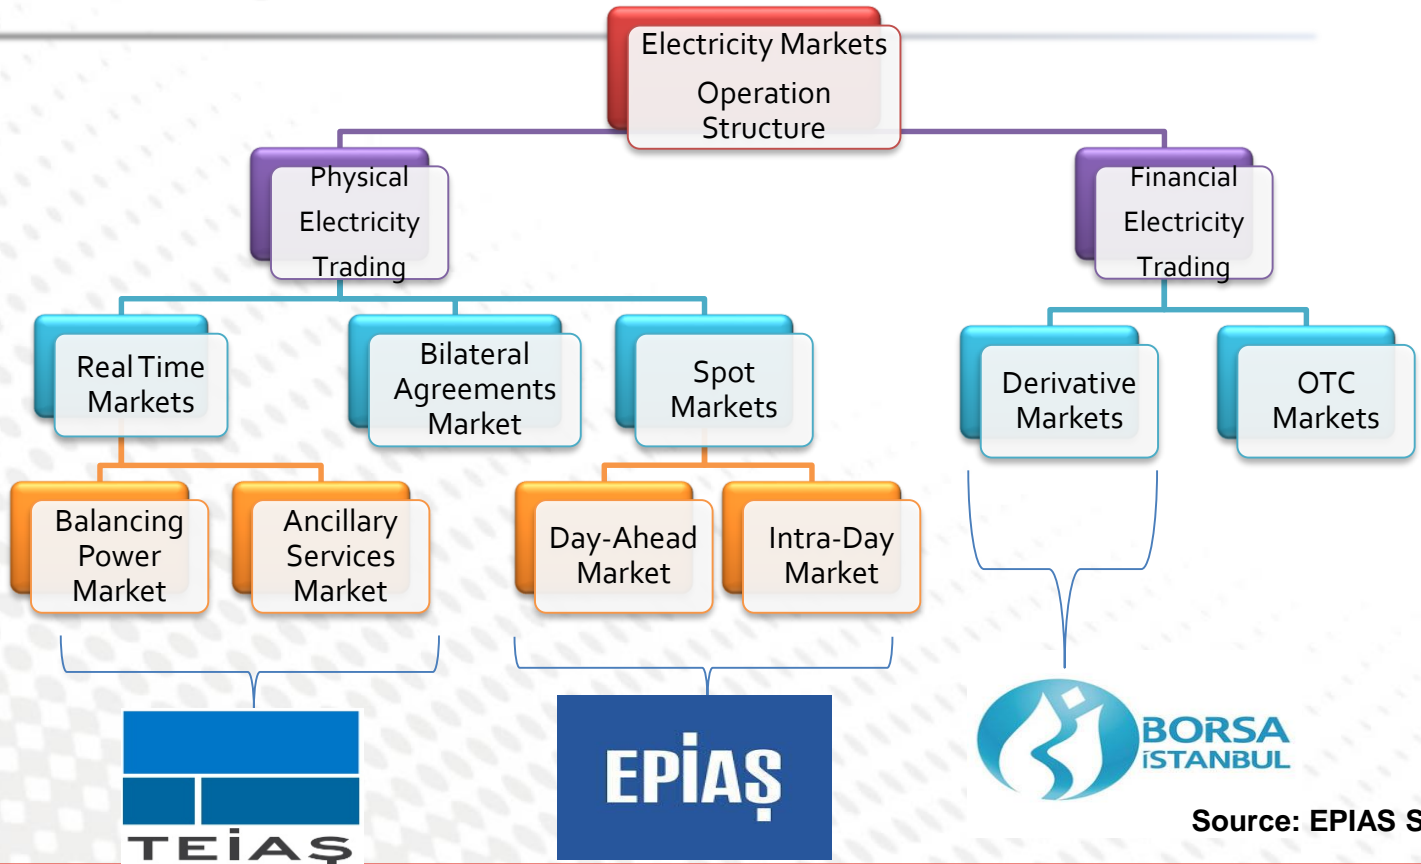 Electricity Markets
Operation
Structure
Physical
Electricity
Trading
Financial
Electricity
Trading
Real Time
Markets
Bilateral
Agreements
Market
Spot
Markets
Derivative
Markets
OTC
Markets
Balancing
Power
Market
Ancillary
Services
Market
Day-Ahead
Market
Intra-Day
Market
TEİAŞ
EPİAŞ
BORSA
İSTANBUL
Source: EPIAS S